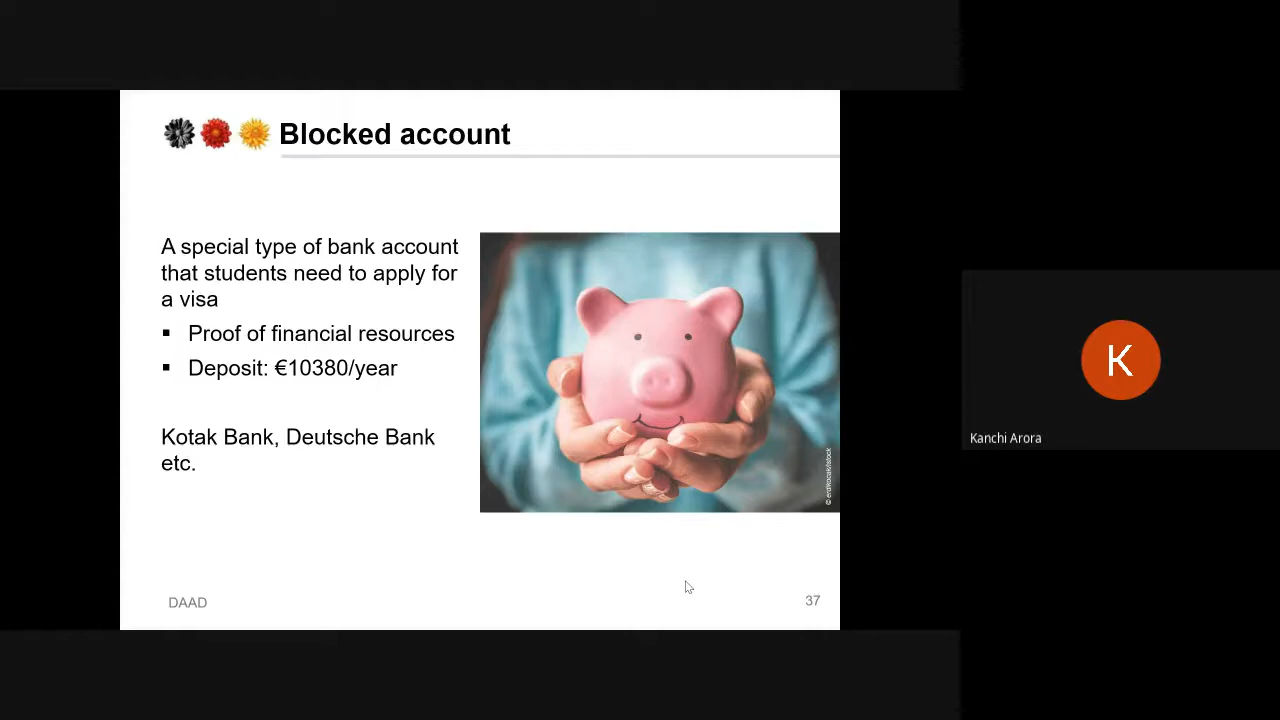 Blocked account
A special type of bank account
that students need to apply for
a visa
▪ Proof of financial resources
▪ Deposit: €10380/year
Kotak Bank, Deutsche Bank
etc.
DAAD
37
K
Kanchi Arora